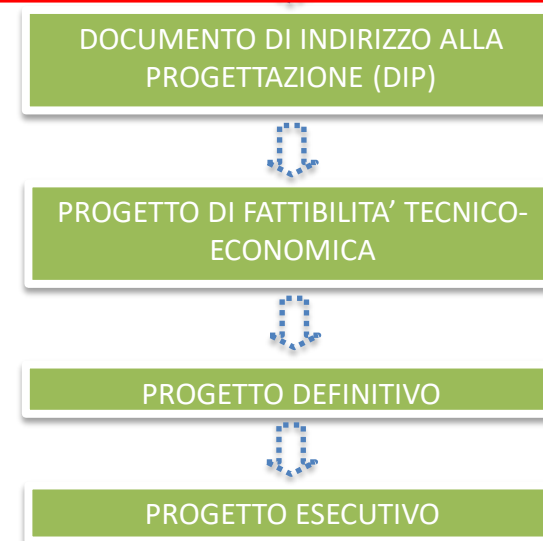 DOCUMENTO DI INDIRIZZO ALLA
PROGETTAZIONE (DIP)
PROGETTO DI FATTIBILITA’ TECNICO-
ECONOMICA
PROGETTO DEFINITIVO
PROGETTO ESECUTIVO